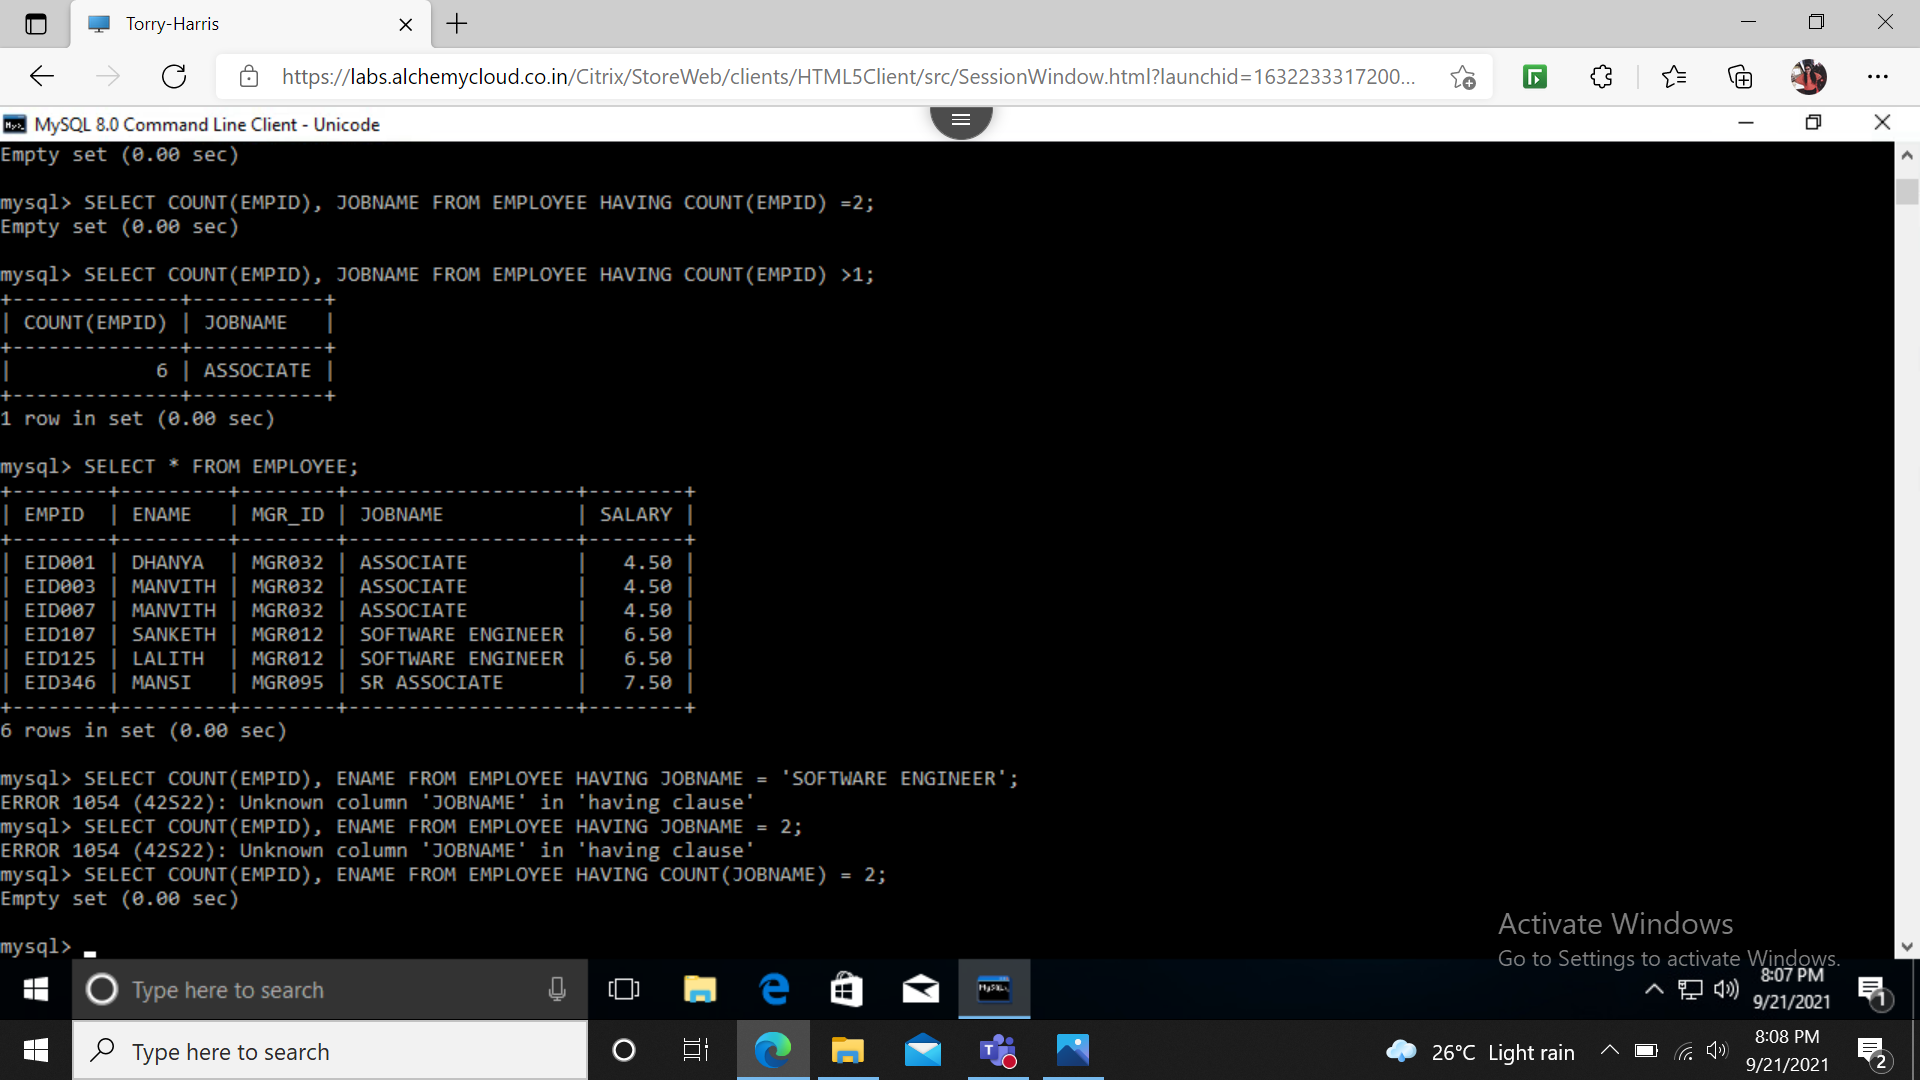 Torry-Harris
https://labs.alchemycloud.co.in/Citrix/StoreWeb/clients/HTML5Client/src/SessionWindow.html?launchid=1632233317200...
MySQL 8.0 Command Line Client - Unicode
Empty set (0.00 sec)
mysql> SELECT COUNT(EMPID), JOBNAME FROM EMPLOYEE HAVING COUNT(EMPID) =2;
Empty set (0.00 sec)
mysql> SELECT COUNT(EMPID), JOBNAME FROM EMPLOYEE HAVING COUNT(EMPID) >1;
+--------------+-----------+
| COUNT(EMPID) | JOBNAME   |
+--------------+-----------+
|            6 | ASSOCIATE |
+--------------+-----------+
1 row in set (0.00 sec)
mysql> SELECT * FROM EMPLOYEE;
+--------+---------+--------+-------------------+--------+
| EMPID  | ENAME   | MGR_ID | JOBNAME           | SALARY |
+--------+---------+--------+-------------------+--------+
| EID001 | DHANYA  | MGR032 | ASSOCIATE         |   4.50 |
| EID003 | MANVITH | MGR032 | ASSOCIATE         |   4.50 |
| EID007 | MANVITH | MGR032 | ASSOCIATE         |   4.50 |
| EID107 | SANKETH | MGR012 | SOFTWARE ENGINEER |   6.50 |
| EID125 | LALITH  | MGR012 | SOFTWARE ENGINEER |   6.50 |
| EID346 | MANSI   | MGR095 | SR ASSOCIATE      |   7.50 |
+--------+---------+--------+-------------------+--------+
6 rows in set (0.00 sec)
mysql> SELECT COUNT(EMPID), ENAME FROM EMPLOYEE HAVING JOBNAME = 'SOFTWARE ENGINEER';
ERROR 1054 (42S22): Unknown column 'JOBNAME' in 'having clause'
mysql> SELECT COUNT(EMPID), ENAME FROM EMPLOYEE HAVING JOBNAME = 2;
ERROR 1054 (42S22): Unknown column 'JOBNAME' in 'having clause'
mysql> SELECT COUNT(EMPID), ENAME FROM EMPLOYEE HAVING COUNT(JOBNAME) = 2;
Empty set (0.00 sec)
mysql>
Activate Windows
Go to Settings to activate Windows.
Type here to search
8:07 PM
9/21/2021
1
Type here to search
26°C Light rain
8:08 PM
9/21/2021
2